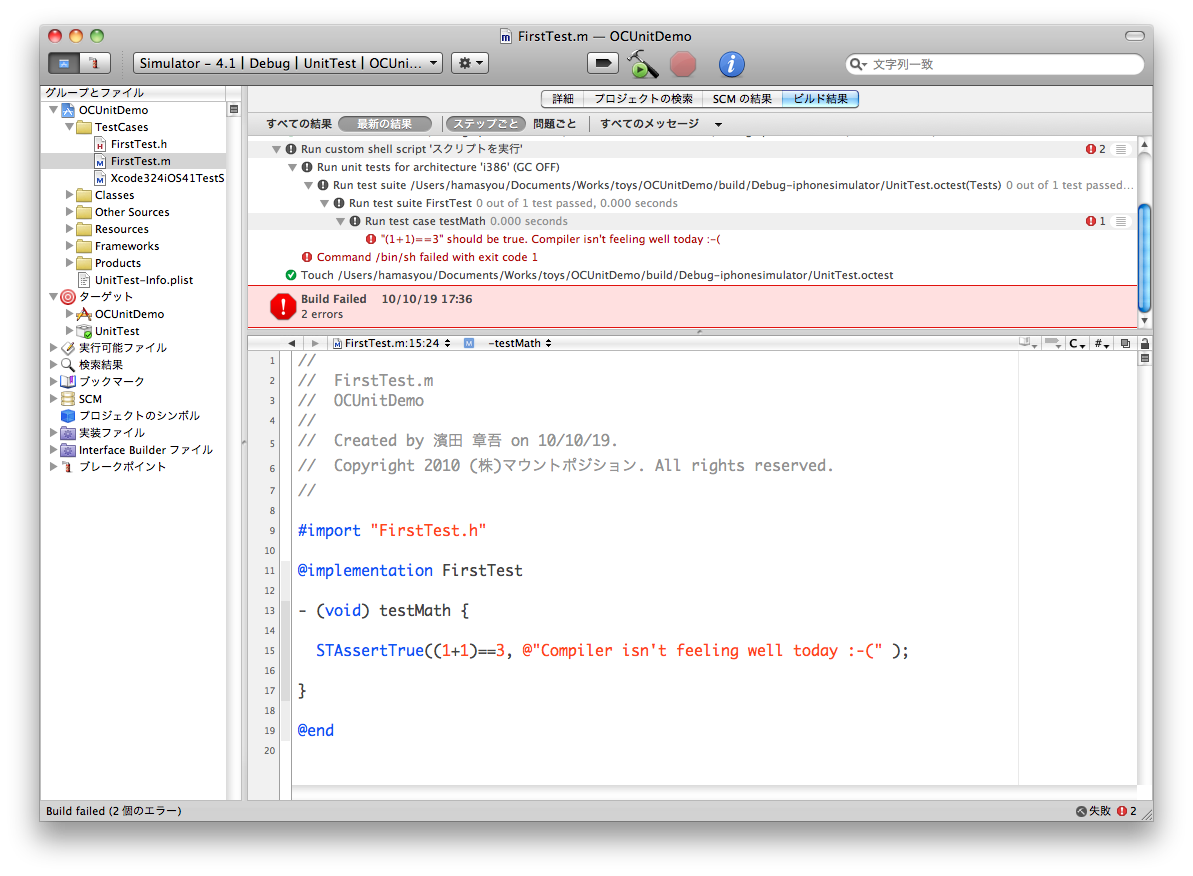 FirstTest.m — OCUnitDemo
Simulator - 4.1 | Debug | UnitTest | OCUni...
文字列一致
グループとファイル
OCUnitDemo
TestCases
FirstTest.h
FirstTest.m
Xcode324iOS41TestS
Classes
Other Sources
Resources
Frameworks
Products
UnitTest-Info.plist
ターゲット
OCUnitDemo
UnitTest
実行可能ファイル
検索結果
ブックマーク
SCM
プロジェクトのシンボル
実装ファイル
Interface Builder ファイル
ブレークポイント
詳細 プロジェクトの検索 SCM の結果 ビルド結果
すべての結果 最新の結果 ステップごと 問題ごと すべてのメッセージ
Run custom shell script 'スクリプトを実行' 2
Run unit tests for architecture 'i386' (GC OFF)
Run test suite /Users/hamasyou/Documents/Works/toys/OCUnitDemo/build/Debug-iphonesimulator/UnitTest.octest(Tests) 0 out of 1 test passed...
Run test suite FirstTest 0 out of 1 test passed, 0.000 seconds
Run test case testMath 0.000 seconds 1
"(1+1)==3" should be true. Compiler isn't feeling well today :-(
Command /bin/sh failed with exit code 1
Touch /Users/hamasyou/Documents/Works/toys/OCUnitDemo/build/Debug-iphonesimulator/UnitTest.octest
Build Failed 10/10/19 17:36
2 errors
FirstTest.m:15:24 M -testMath C #
1 //
2 // FirstTest.m
3 // OCUnitDemo
4 //
5 // Created by 濱田 章吾 on 10/10/19.
6 // Copyright 2010 (株)マウントポジション. All rights reserved.
7 //
8
9 #import "FirstTest.h"
10
11 @implementation FirstTest
12
13 - (void) testMath {
14
15 STAssertTrue((1+1)==3, @"Compiler isn't feeling well today :-(" );
16
17 }
18
19 @end
20
Build failed (2 個のエラー) 失敗 2